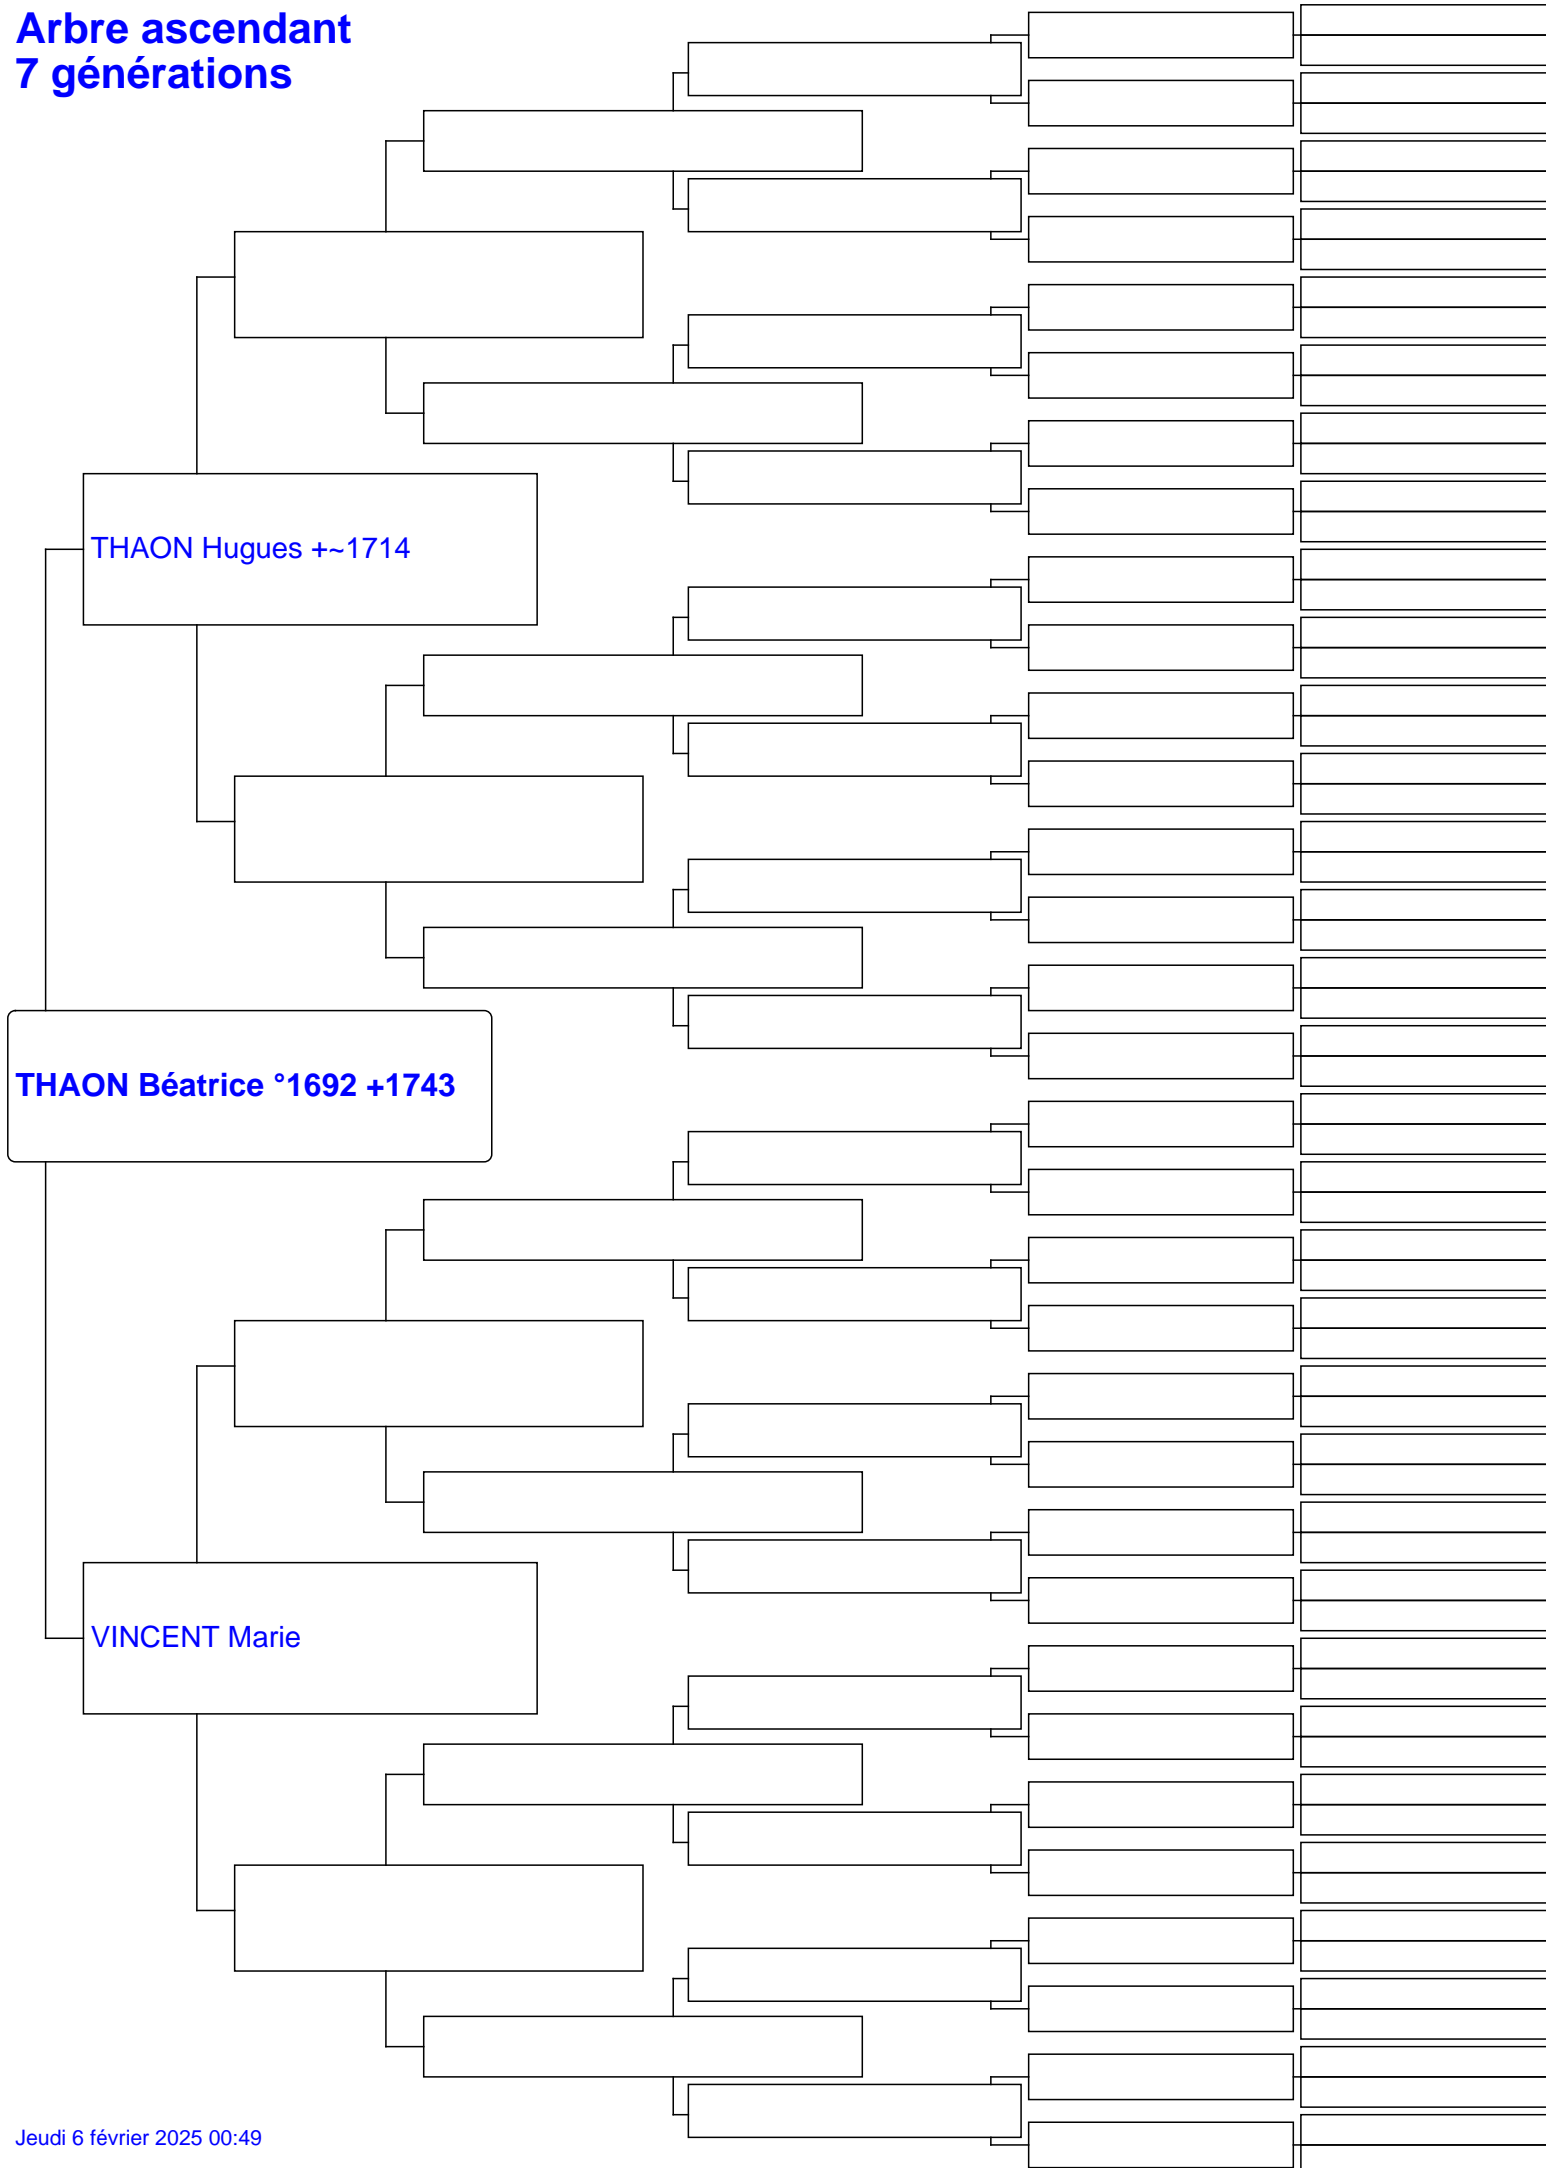 Arbre ascendant
7 générations
THAON Hugues +~1714
THAON Béatrice °1692 +1743
VINCENT Marie
Jeudi 6 février 2025 00:49